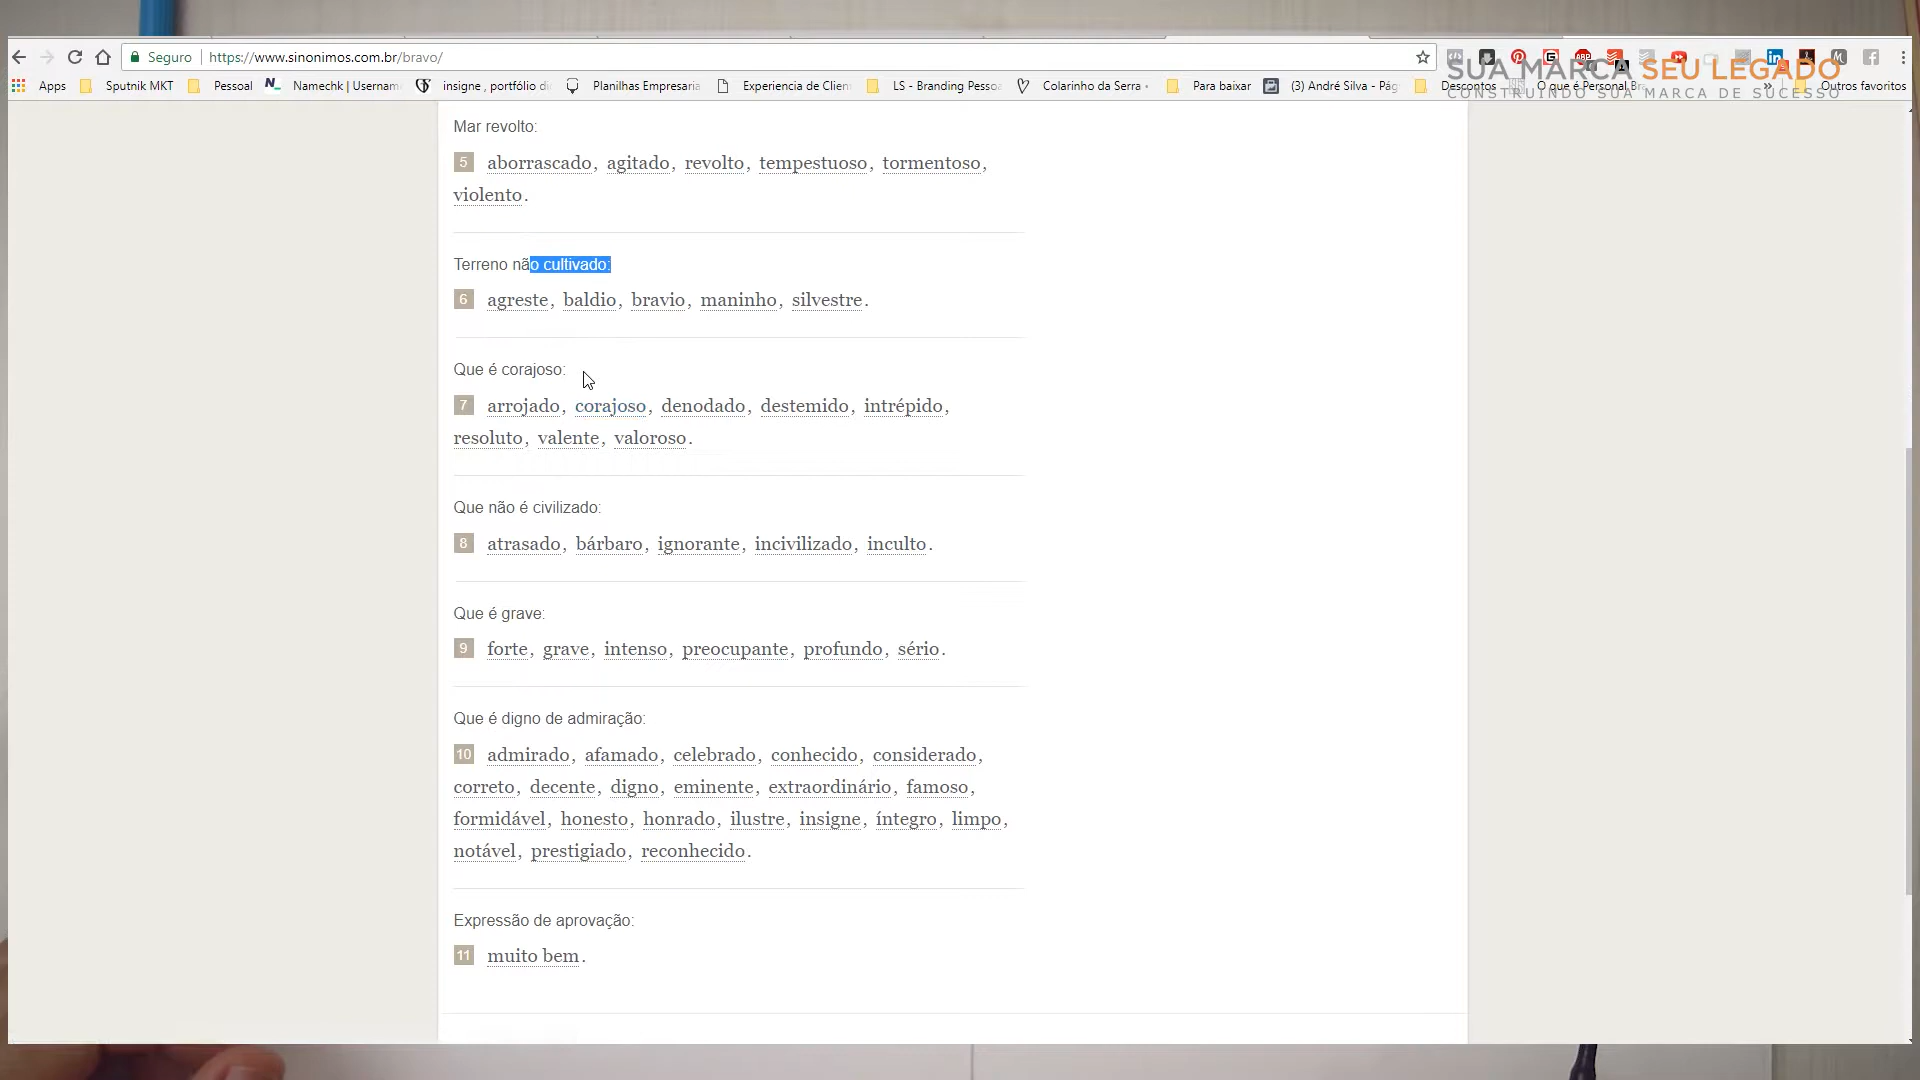 Seguro https://www.sinonimos.com.br/bravo/
SUA MARCA SEU LEGADO
CONSTRUINDO SUA MARCA DE SUCESSO
Apps Sputnik MKT Pessoal Namechk | Usernam insigne , portfólio di Planilhas Empresaria Experiencia de Clien LS - Branding Pesso Colarinho da Serra Para baixar (3) André Silva - Pág Descontos O que é Personal Br » Outros favoritos
Mar revolto:
5 aborrascado, agitado, revolto, tempestuoso, tormentoso,
violento.
Terreno não cultivado:
6 agreste, baldio, bravio, maninho, silvestre.
Que é corajoso:
7 arrojado, corajoso, denodado, destemido, intrépido,
resoluto, valente, valoroso.
Que não é civilizado:
8 atrasado, bárbaro, ignorante, incivilizado, inculto.
Que é grave:
9 forte, grave, intenso, preocupante, profundo, sério.
Que é digno de admiração:
10 admirado, afamado, celebrado, conhecido, considerado,
correto, decente, digno, eminente, extraordinário, famoso,
formidável, honesto, honrado, ilustre, insigne, íntegro, limpo,
notável, prestigiado, reconhecido.
Expressão de aprovação:
11 muito bem.